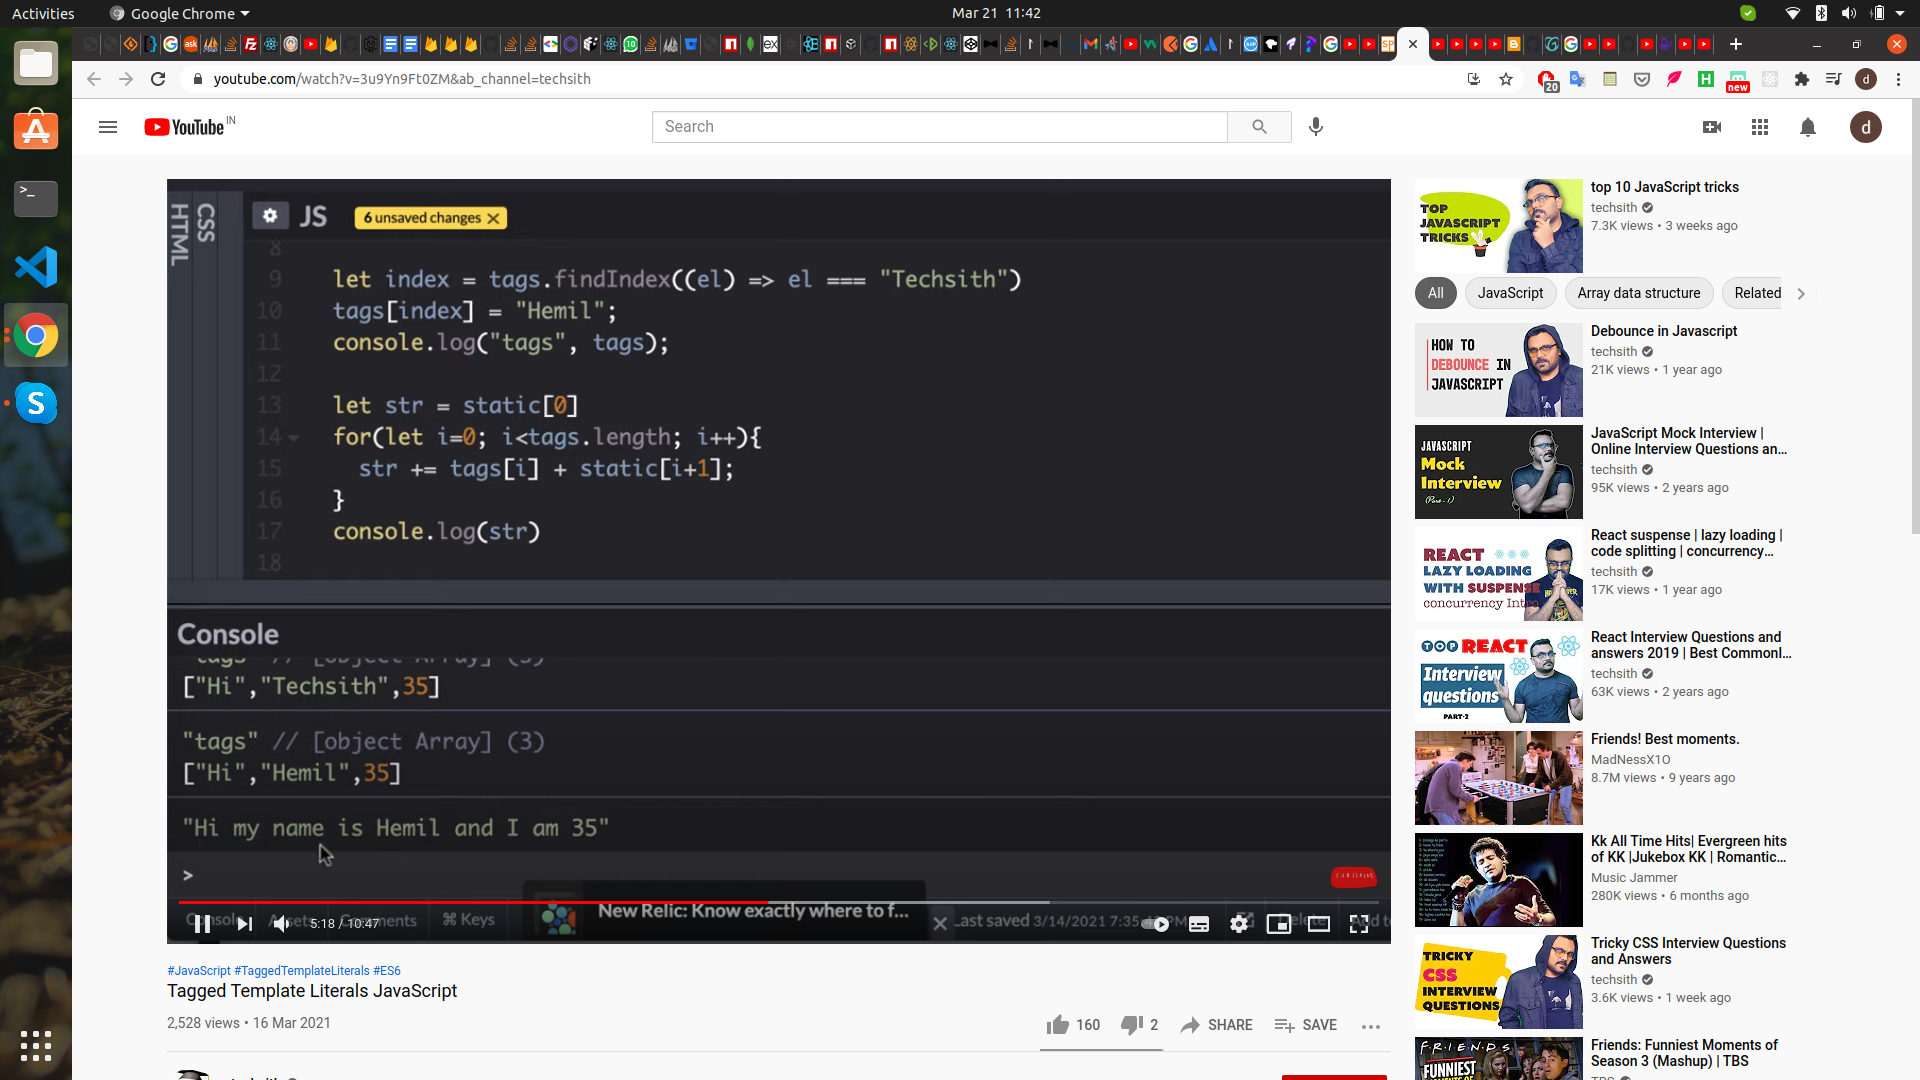 Activities
Google Chrome
Mar 21 11:42
youtube.com/watch?v=3u9Yn9Ft0ZM&ab_channel=techsith
20
new
d
YouTube IN
Search
d
HTML
CSS
JS
6 unsaved changes
8
9 let index = tags.findIndex((el) => el === "Techsith")
10 tags[index] = "Hemil";
11 console.log("tags", tags);
12
13 let str = static[0]
14 for(let i=0; i<tags.length; i++){
15 str += tags[i] + static[i+1];
16 }
17 console.log(str)
18
Console
"tags" // [object Array] (3)
["Hi","Techsith",35]
"tags" // [object Array] (3)
["Hi","Hemil",35]
"Hi my name is Hemil and I am 35"
>
Console Assets Comments ⌘ Keys
New Relic: Know exactly where to f...
Last saved 3/14/2021 7:35
Delete
5:18 / 10:47
#JavaScript #TaggedTemplateLiterals #ES6
Tagged Template Literals JavaScript
2,528 views • 16 Mar 2021
160
2
SHARE
SAVE
TOP
JAVASCRIPT
TRICKS
top 10 JavaScript tricks
techsith
7.3K views • 3 weeks ago
All
JavaScript
Array data structure
Related
HOW TO
DEBOUNCE IN
JAVASCRIPT
Debounce in Javascript
techsith
21K views • 1 year ago
JAVASCRIPT
Mock
Interview
(Part - 1)
JavaScript Mock Interview |
Online Interview Questions an...
techsith
95K views • 2 years ago
REACT
LAZY LOADING
WITH SUSPENSE
concurrency Intro
React suspense | lazy loading |
code splitting | concurrency...
techsith
17K views • 1 year ago
TOP REACT
Interview
questions
PART-2
React Interview Questions and
answers 2019 | Best Commonl...
techsith
63K views • 2 years ago
Friends! Best moments.
MadNessX1O
8.7M views • 9 years ago
Kk All Time Hits| Evergreen hits
of KK |Jukebox KK | Romantic...
Music Jammer
280K views • 6 months ago
TRICKY
CSS
INTERVIEW
QUESTIONS
Tricky CSS Interview Questions
and Answers
techsith
3.6K views • 1 week ago
FRIENDS
FUNNIEST
Friends: Funniest Moments of
Season 3 (Mashup) | TBS